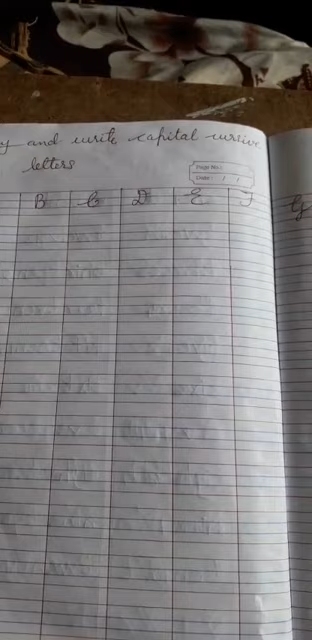 y and write capital cursive
letters
Page No.:
Date: / /
B C D E F G